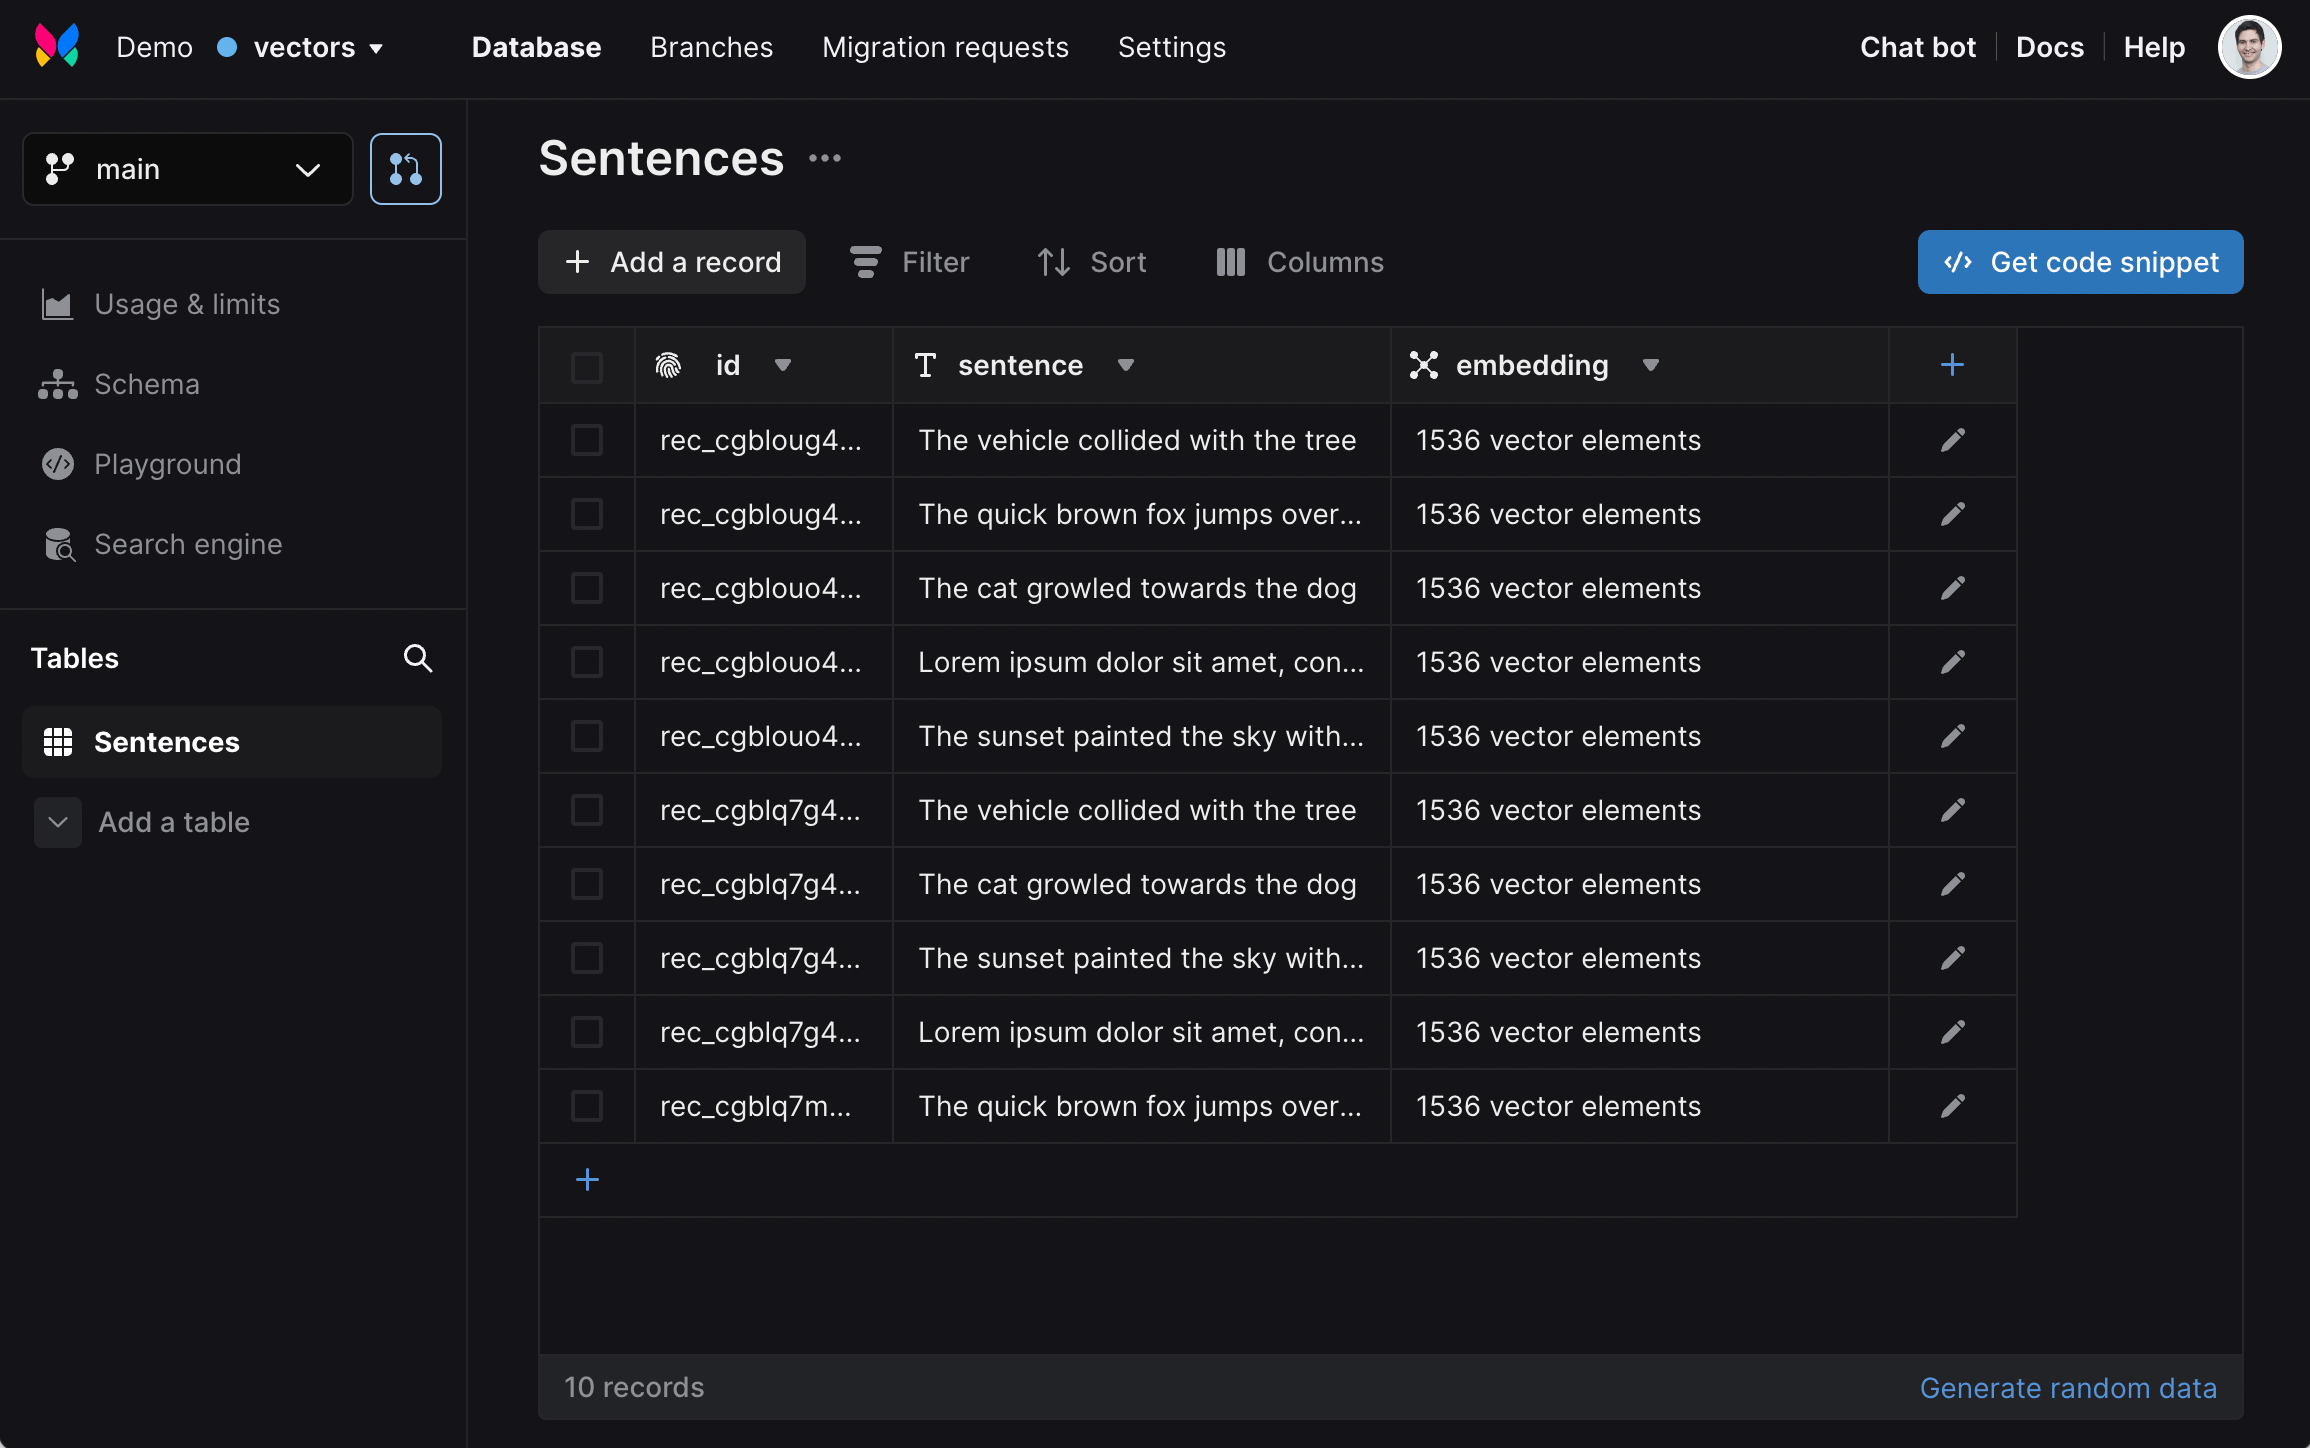 Demo vectors Database Branches Migration requests Settings Chat bot Docs Help
main
Usage & limits
Schema
Playground
Search engine
Tables
Sentences
Add a table
Sentences
Add a record Filter Sort Columns Get code snippet
id sentence embedding
rec_cgbloug4... The vehicle collided with the tree 1536 vector elements
rec_cgbloug4... The quick brown fox jumps over... 1536 vector elements
rec_cgblouo4... The cat growled towards the dog 1536 vector elements
rec_cgblouo4... Lorem ipsum dolor sit amet, con... 1536 vector elements
rec_cgblouo4... The sunset painted the sky with... 1536 vector elements
rec_cgblq7g4... The vehicle collided with the tree 1536 vector elements
rec_cgblq7g4... The cat growled towards the dog 1536 vector elements
rec_cgblq7g4... The sunset painted the sky with... 1536 vector elements
rec_cgblq7g4... Lorem ipsum dolor sit amet, con... 1536 vector elements
rec_cgblq7m... The quick brown fox jumps over... 1536 vector elements
10 records Generate random data